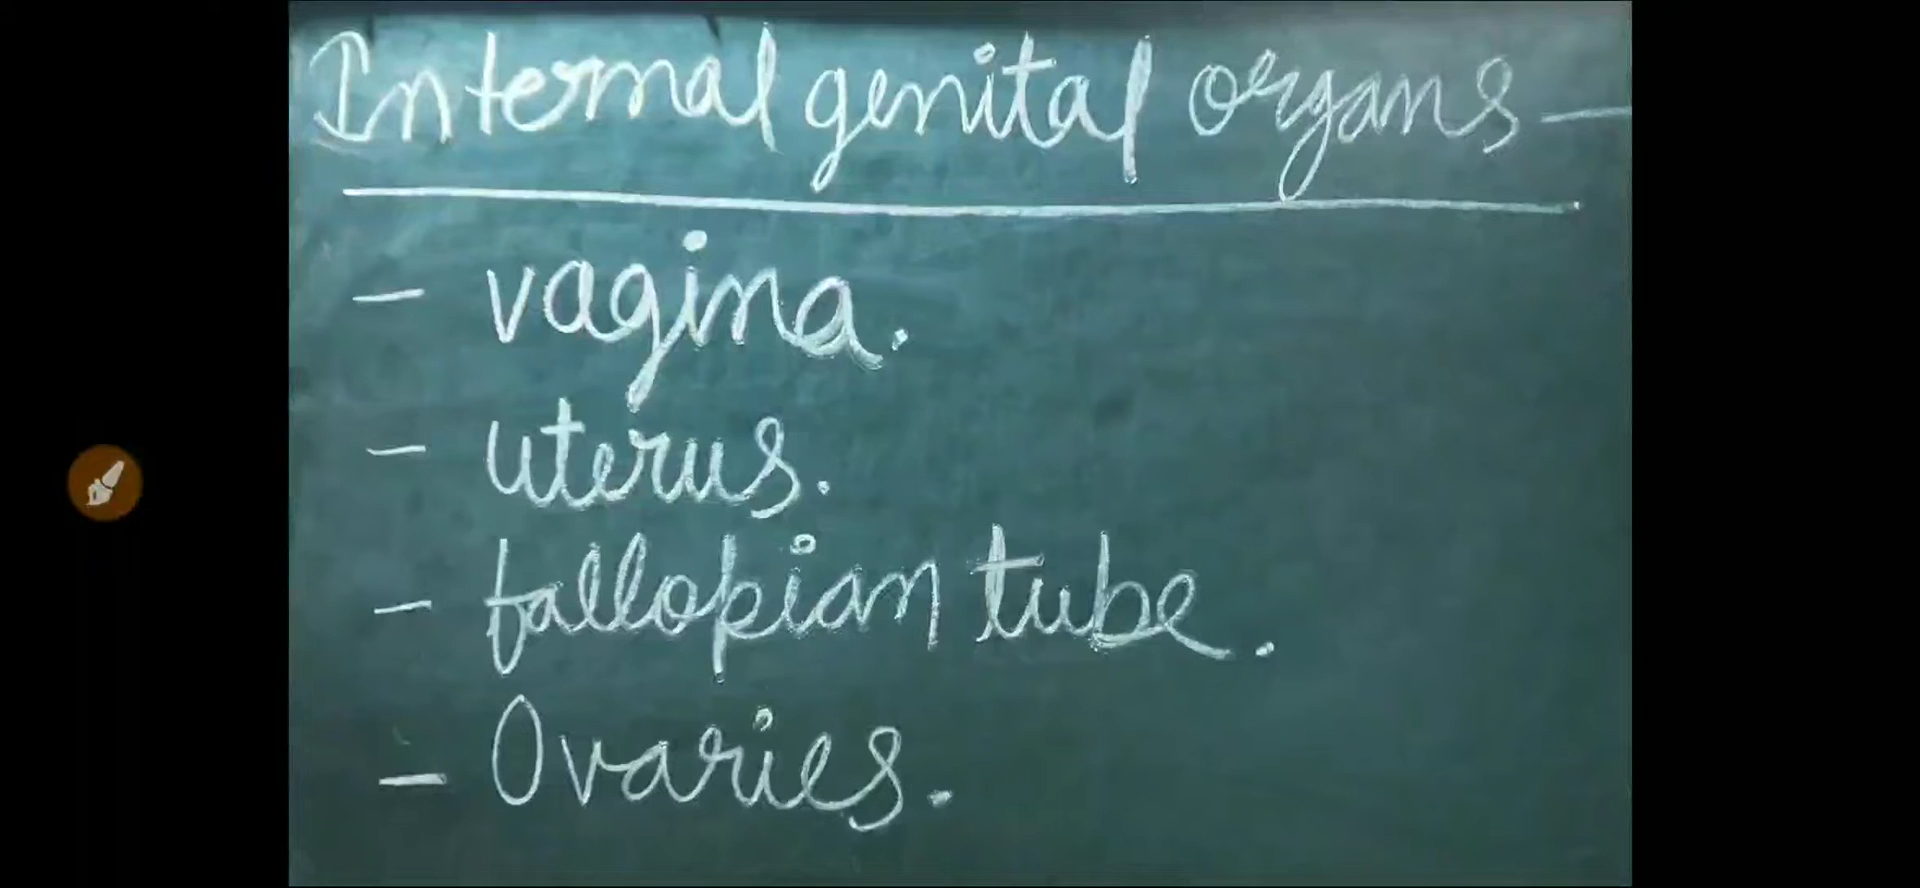 Internal genital organs -
- vagina.
- uterus.
- fallopian tube.
- Ovaries.